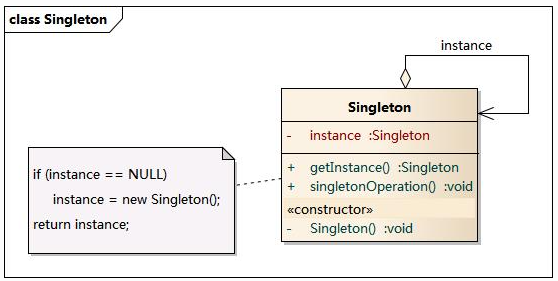 class Singleton
instance
Singleton
- instance :Singleton
+ getInstance() :Singleton
+ singletonOperation() :void
«constructor»
- Singleton() :void
if (instance == NULL)
instance = new Singleton();
return instance;